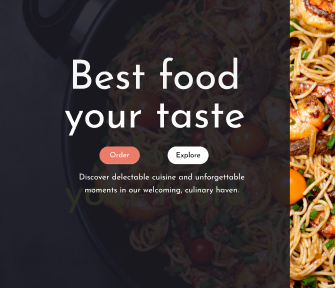 Best food
your taste
Order
Explore
Discover delectable cuisine and unforgettable
moments in our welcoming, culinary haven.